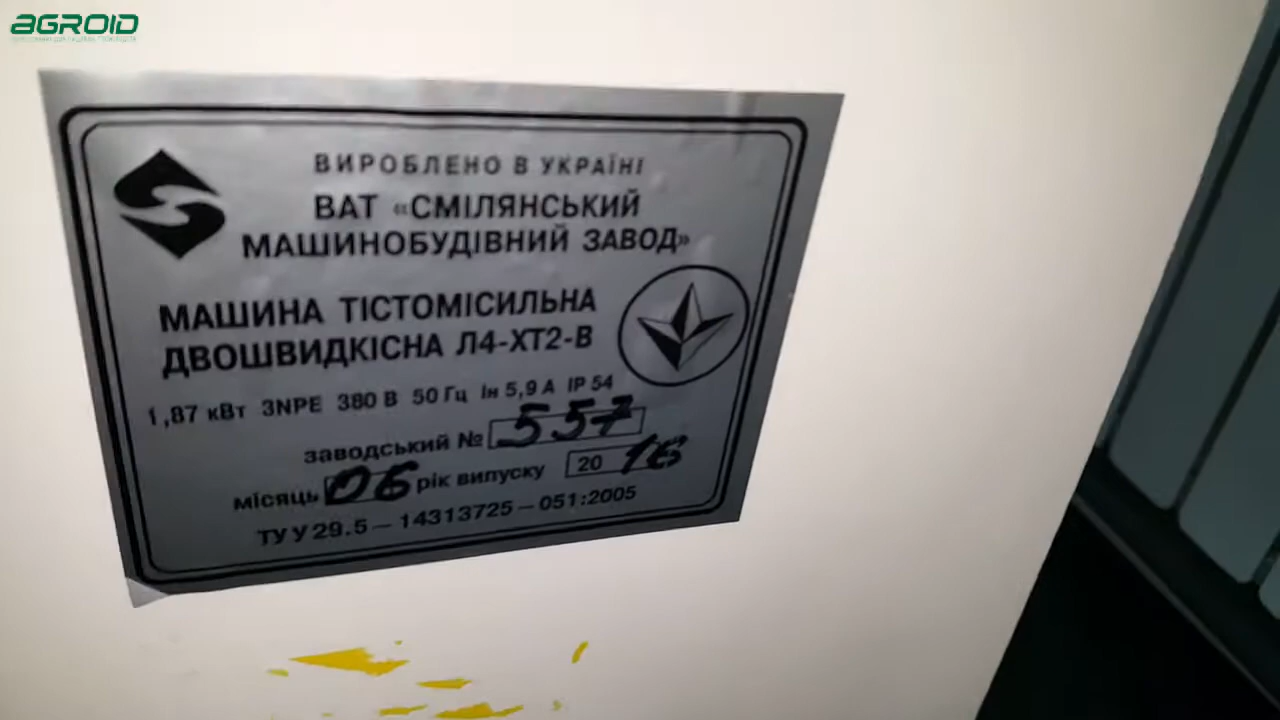 AGROID
ВИРОБЛЕНО В УКРАЇНІ
ВАТ «СМІЛЯНСЬКИЙ
МАШИНОБУДІВНИЙ ЗАВОД»
МАШИНА ТІСТОМІСИЛЬНА
ДВОШВИДКІСНА Л4-ХТ2-В
1,87 кВт 3NPE 380 В 50 Гц Ін 5,9 А IP 54
заводський № 557
місяць 06 рік випуску 2016
ТУ У 29.5 – 14313725 – 051:2005